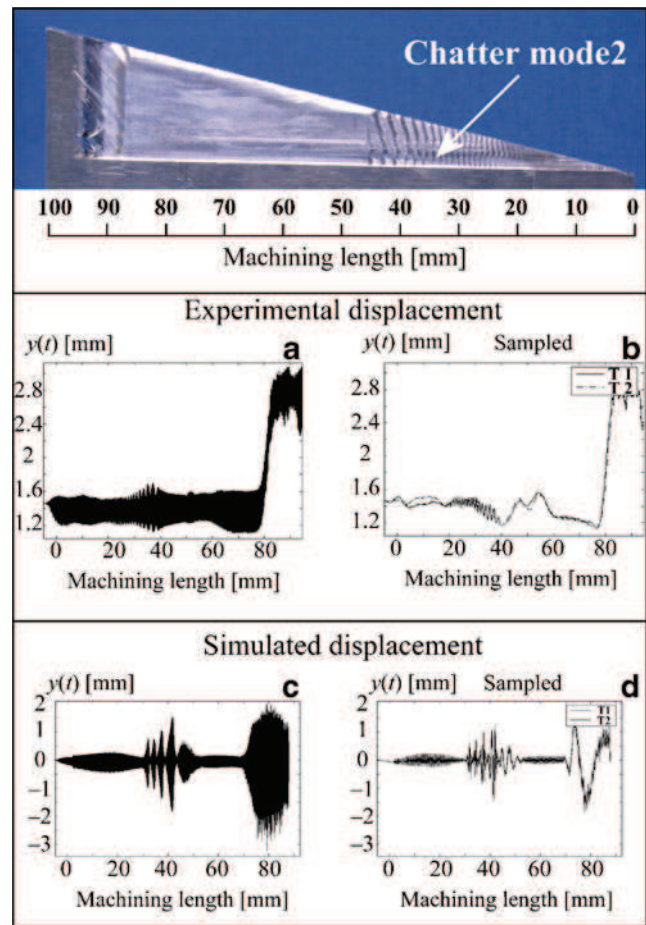 Chatter mode2
100 90 80 70 60 50 40 30 20 10 0
Machining length [mm]
Experimental displacement
y(t) [mm] a
2.8
2.4
2
1.6
1.2
0 20 40 60 80
Machining length [mm]
y(t) [mm] Sampled b
T 1
T 2
2.8
2.4
2
1.6
1.2
0 20 40 60 80
Machining length [mm]
Simulated displacement
y(t) [mm] c
2
1
0
−1
−2
−3
0 20 40 60 80
Machining length [mm]
y(t) [mm] Sampled d
T1
T2
2
1
0
−1
−2
−3
0 20 40 60 80
Machining length [mm]